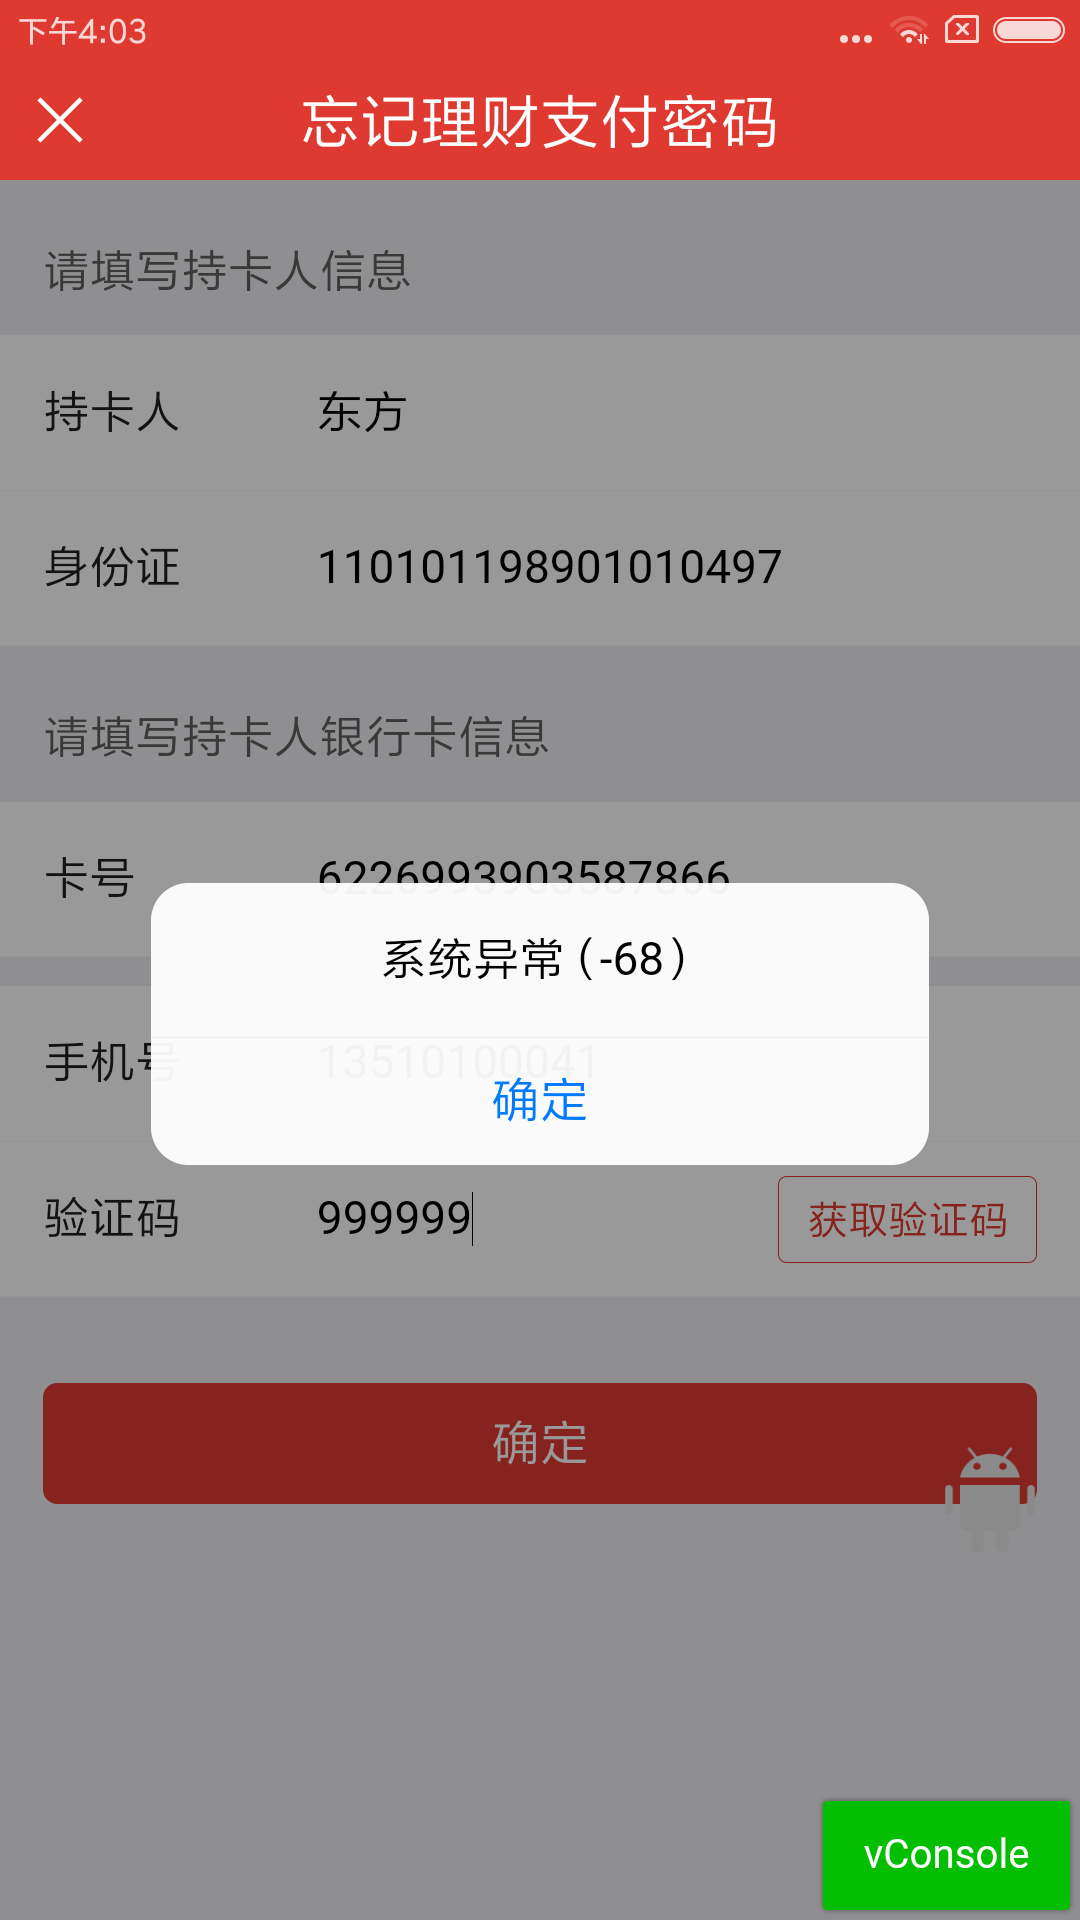 下午4:03
忘记理财支付密码
请填写持卡人信息
持卡人 东方
身份证 110101198901010497
请填写持卡人银行卡信息
卡号 6226993903587866
系统异常（-68）
手机号 13510100041
确定
验证码 999999 获取验证码
确定
vConsole